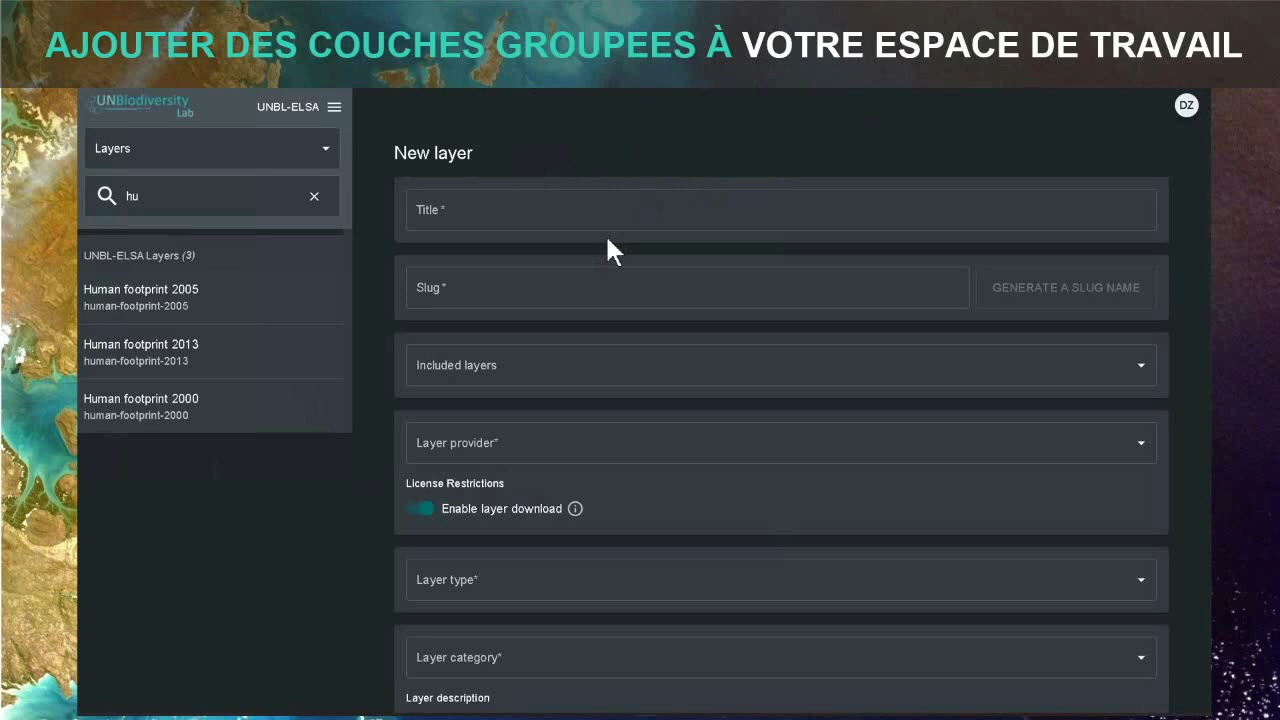 AJOUTER DES COUCHES GROUPEES À VOTRE ESPACE DE TRAVAIL
UNBiodiversity
Lab
UNBL-ELSA
DZ
Layers
hu
UNBL-ELSA Layers (3)
Human footprint 2005
human-footprint-2005
Human footprint 2013
human-footprint-2013
Human footprint 2000
human-footprint-2000
New layer
Title *
Slug *
GENERATE A SLUG NAME
Included layers
Layer provider*
License Restrictions
Enable layer download
Layer type*
Layer category*
Layer description